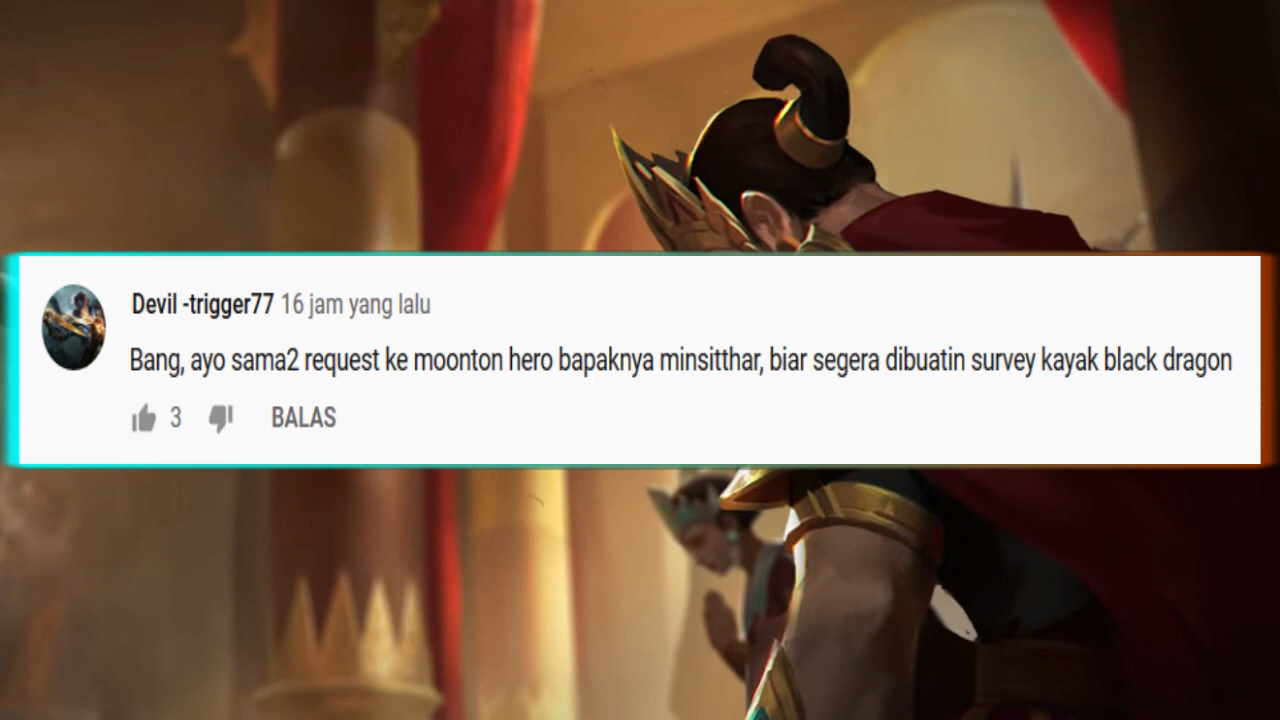 Devil -trigger77 16 jam yang lalu
Bang, ayo sama2 request ke moonton hero bapaknya minsitthar, biar segera dibuatin survey kayak black dragon
3 BALAS